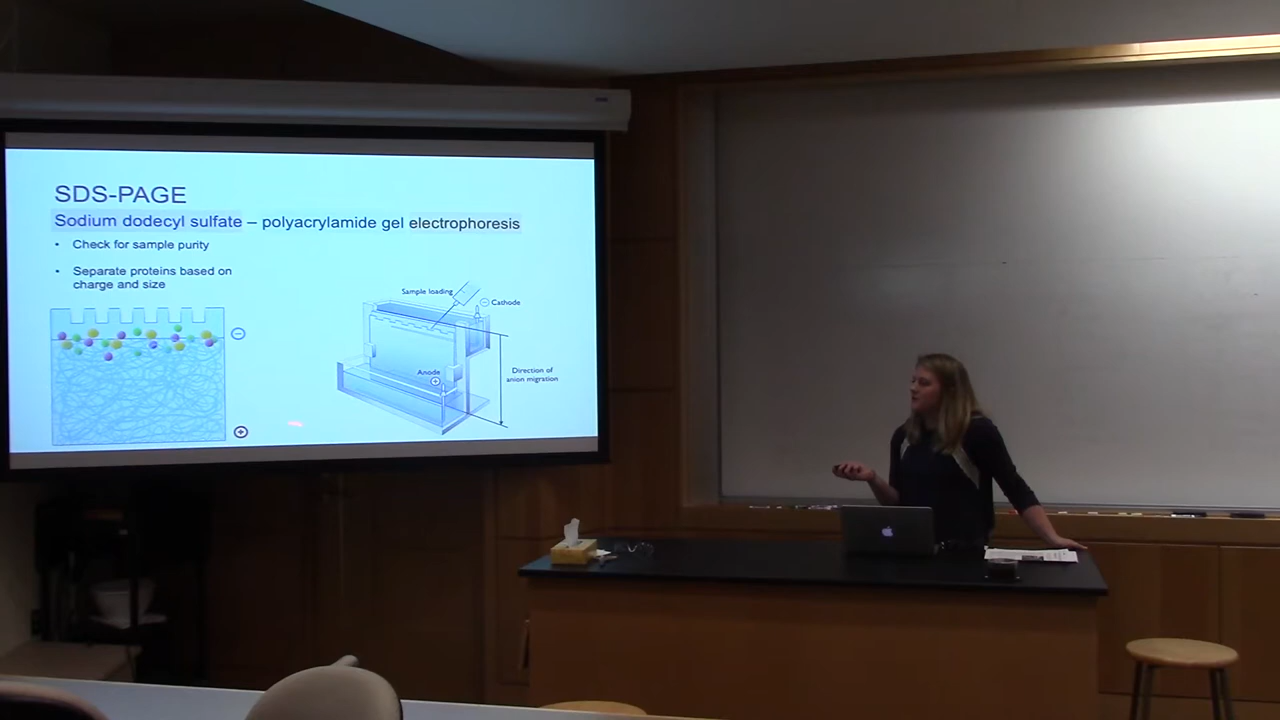 SDS-PAGE
Sodium dodecyl sulfate – polyacrylamide gel electrophoresis
• Check for sample purity
• Separate proteins based on
charge and size
Sample loading
Cathode
Anode
Direction of
anion migration